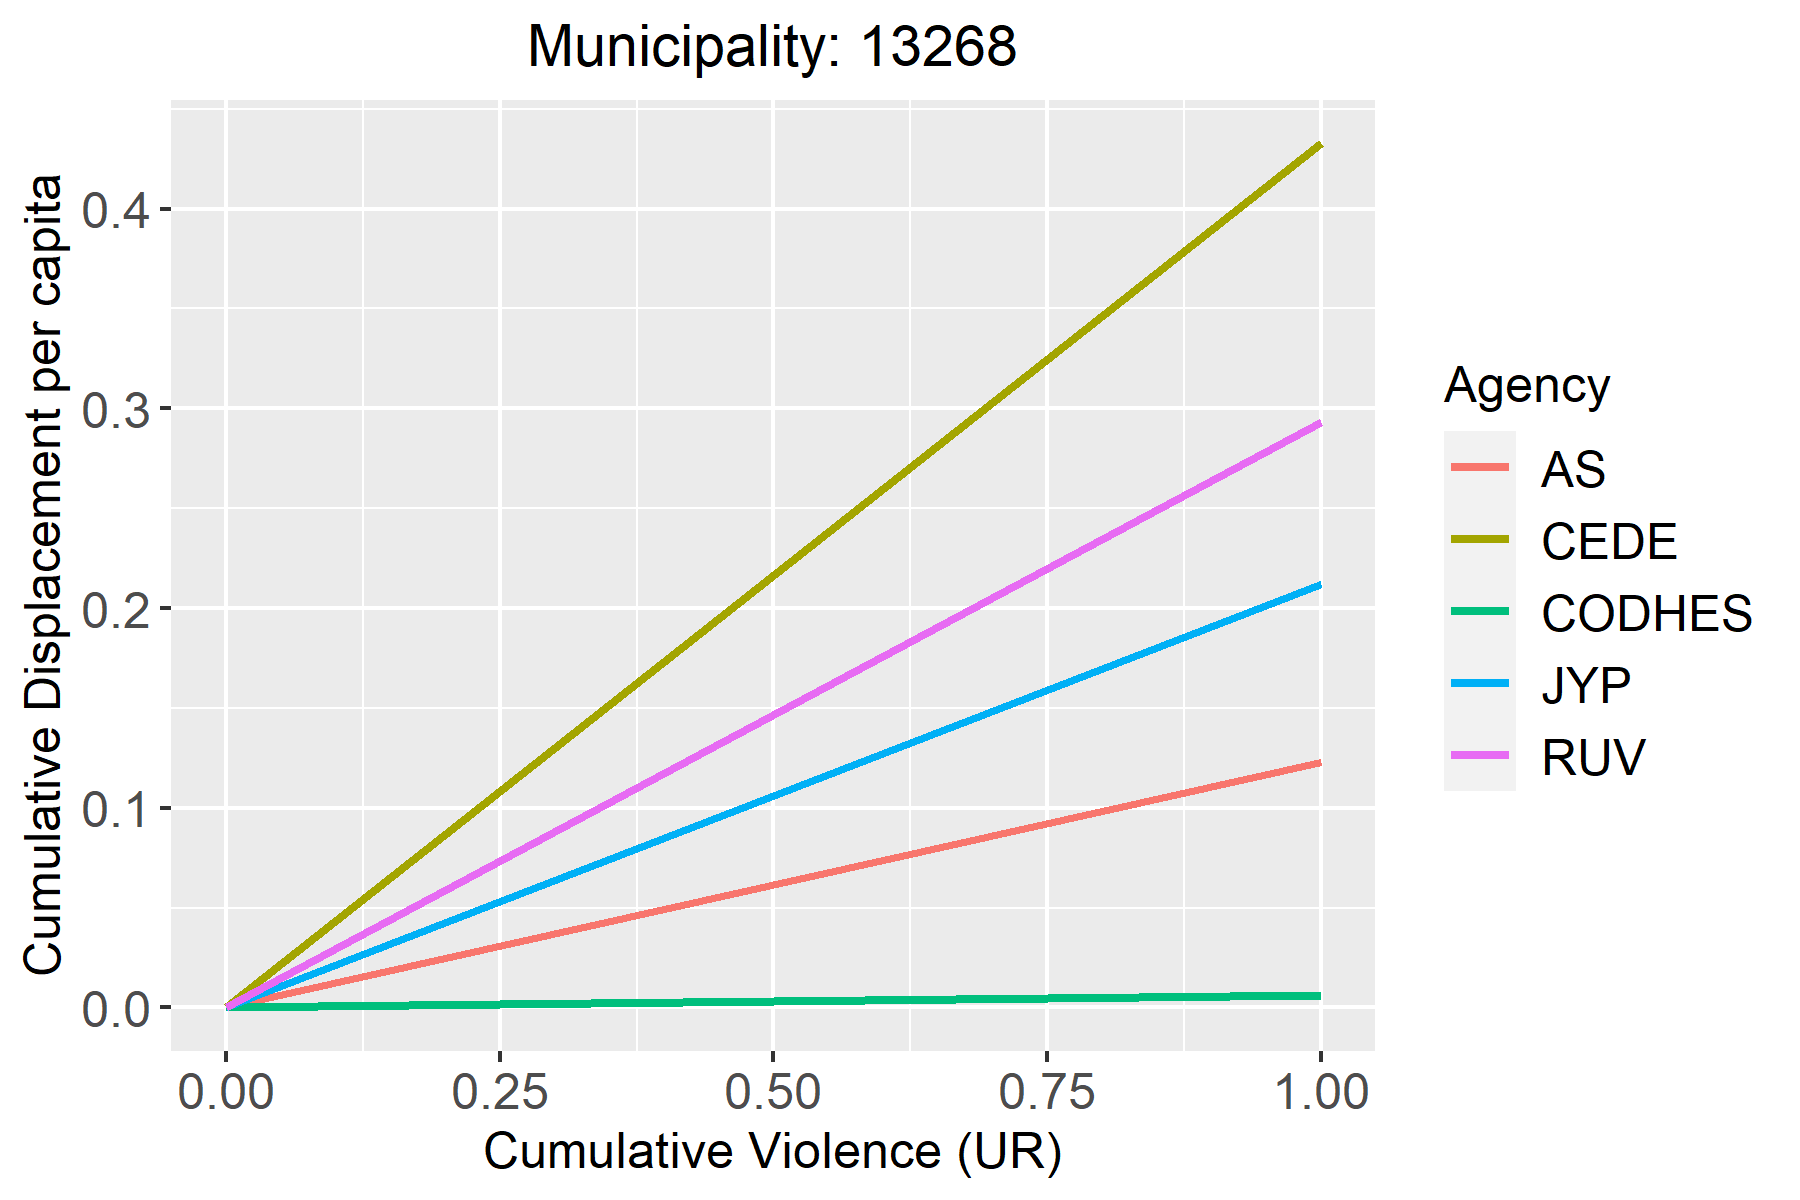 Municipality: 13268
Cumulative Displacement per capita
0.4
0.3
0.2
0.1
0.0
0.00 0.25 0.50 0.75 1.00
Cumulative Violence (UR)
Agency
AS
CEDE
CODHES
JYP
RUV